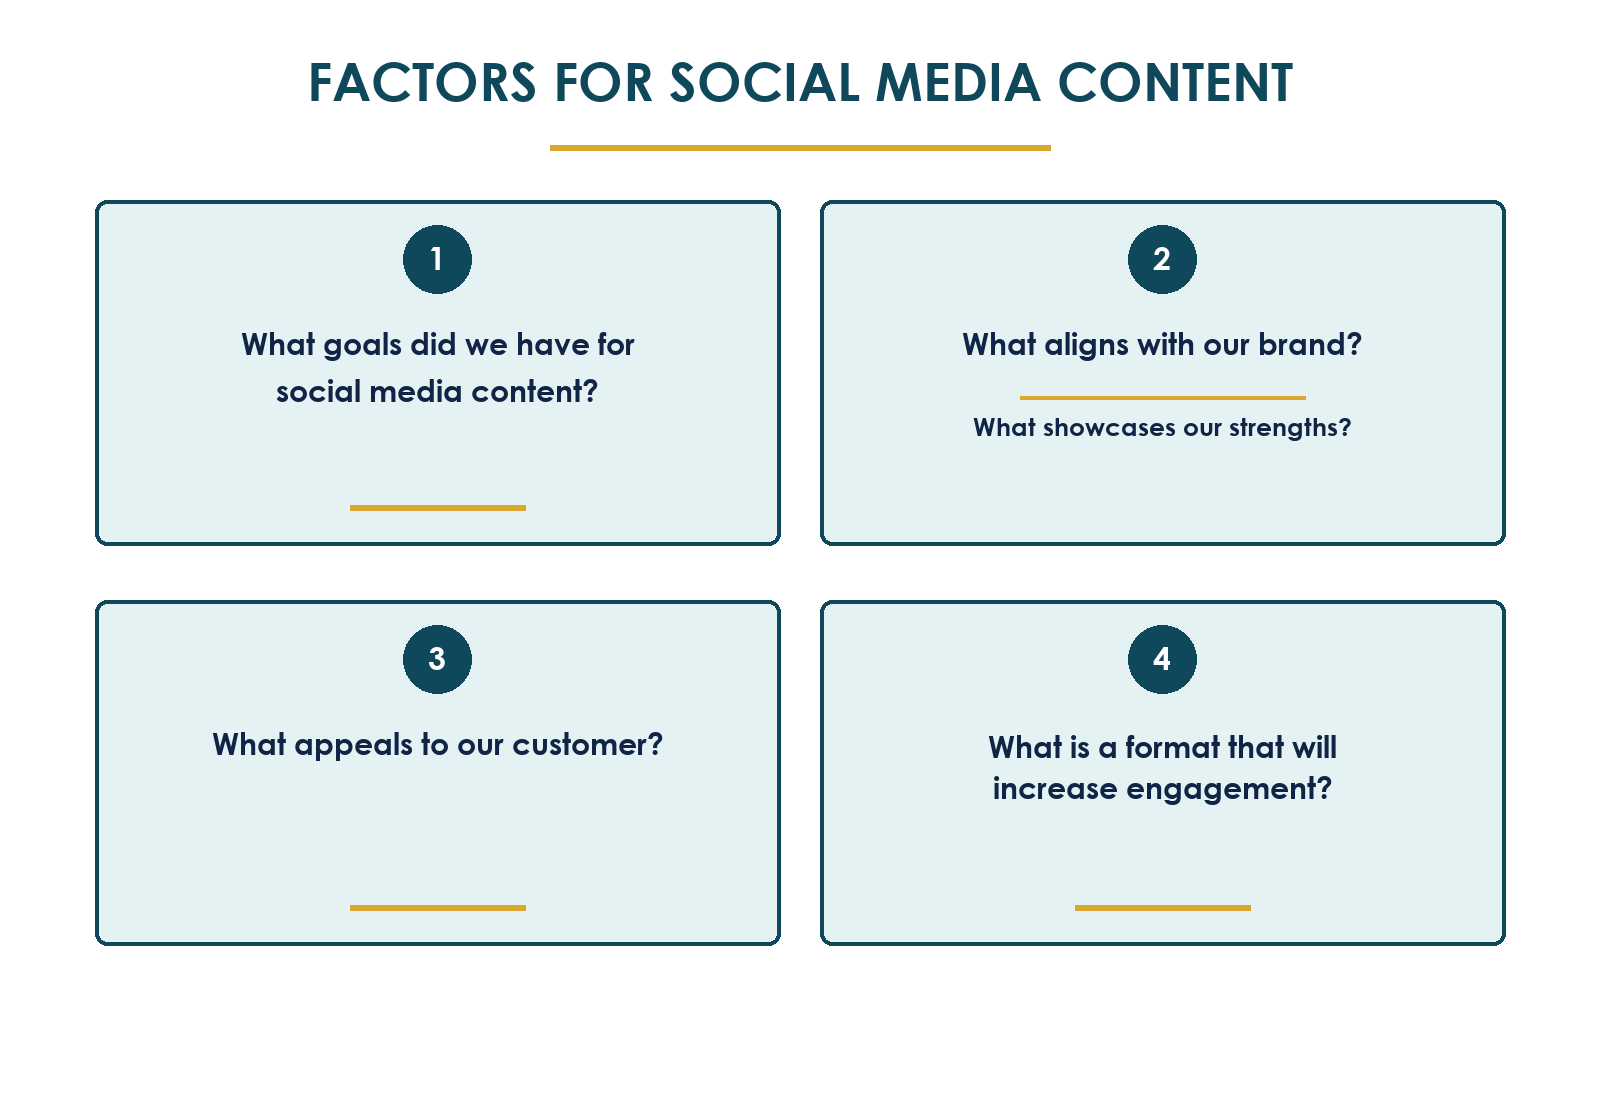 FACTORS FOR SOCIAL MEDIA CONTENT
1
What goals did we have for
social media content?
2
What aligns with our brand?
What showcases our strengths?
3
What appeals to our customer?
4
What is a format that will
increase engagement?